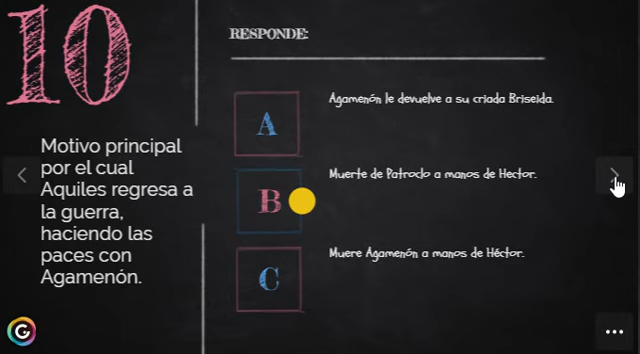 10
Motivo principal
por el cual
Aquiles regresa a
la guerra,
haciendo las
paces con
Agamenón.
RESPONDE:
A
Agamenón le devuelve a su criada Briseida.
B
Muerte de Patroclo a manos de Hector.
C
Muere Agamenón a manos de Héctor.